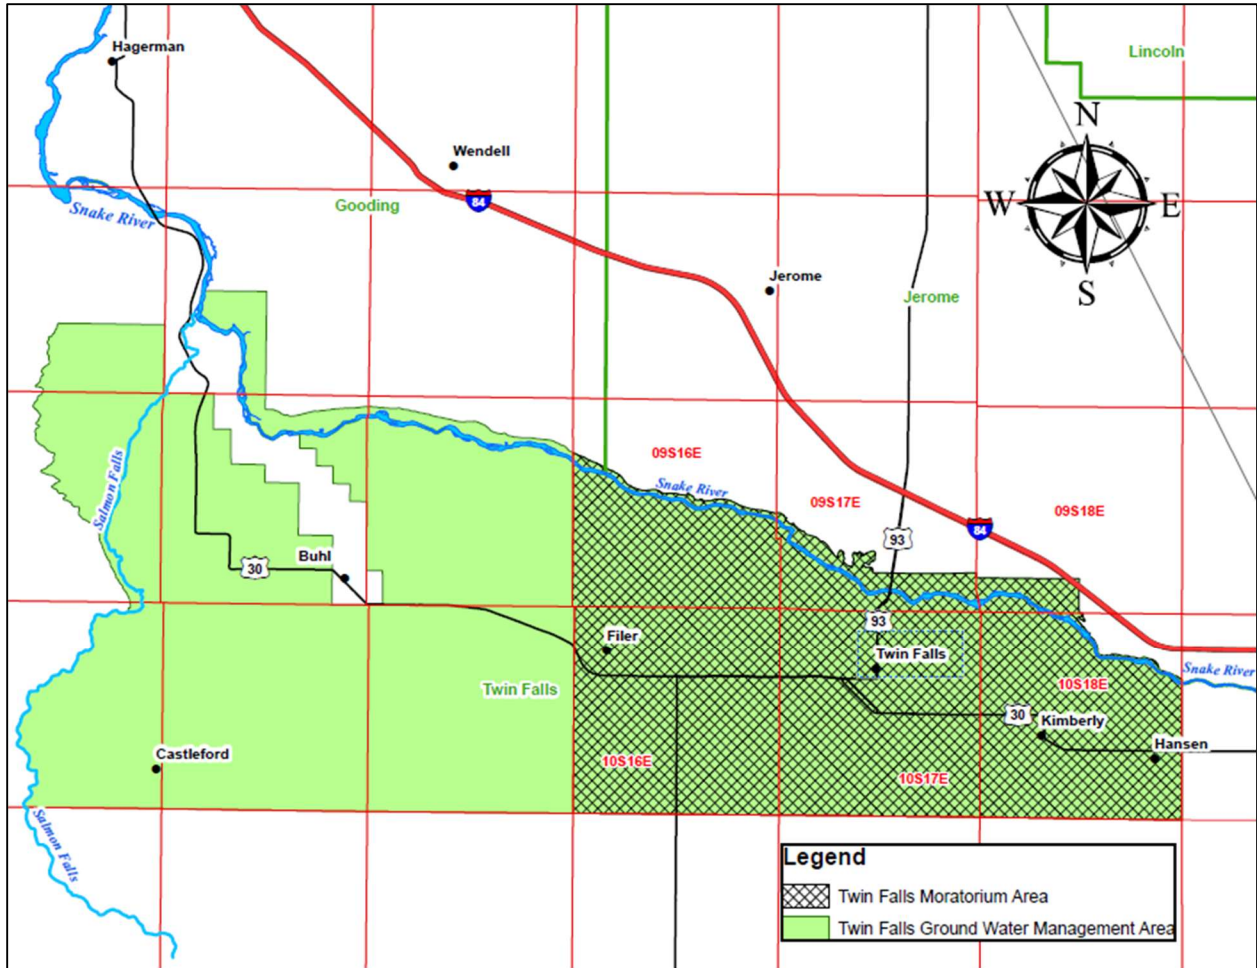 Hagerman
Lincoln
N
Wendell
84
Gooding
W
E
Snake River
Jerome
S
Jerome
09S16E
Salmon Falls
Snake River
09S17E
09S18E
84
93
Buhl
30
93
Filer
Twin Falls
Snake River
Twin Falls
10S18E
30
Kimberly
Castleford
Hansen
10S16E
10S17E
Salmon Falls
Legend
Twin Falls Moratorium Area
Twin Falls Ground Water Management Area